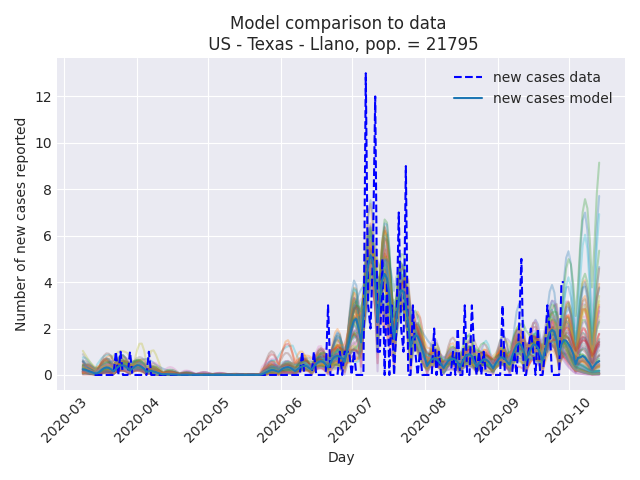 Model comparison to data
US - Texas - Llano, pop. = 21795
new cases data
new cases model
Number of new cases reported
12
10
8
6
4
2
0
2020-03
2020-04
2020-05
2020-06
2020-07
2020-08
2020-09
2020-10
Day